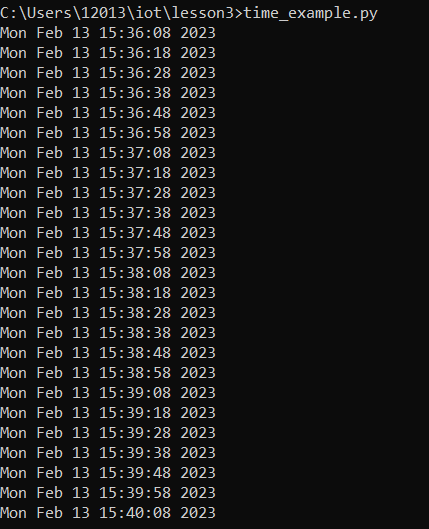 C:\Users\12013\iot\lesson3>time_example.py
Mon Feb 13 15:36:08 2023
Mon Feb 13 15:36:18 2023
Mon Feb 13 15:36:28 2023
Mon Feb 13 15:36:38 2023
Mon Feb 13 15:36:48 2023
Mon Feb 13 15:36:58 2023
Mon Feb 13 15:37:08 2023
Mon Feb 13 15:37:18 2023
Mon Feb 13 15:37:28 2023
Mon Feb 13 15:37:38 2023
Mon Feb 13 15:37:48 2023
Mon Feb 13 15:37:58 2023
Mon Feb 13 15:38:08 2023
Mon Feb 13 15:38:18 2023
Mon Feb 13 15:38:28 2023
Mon Feb 13 15:38:38 2023
Mon Feb 13 15:38:48 2023
Mon Feb 13 15:38:58 2023
Mon Feb 13 15:39:08 2023
Mon Feb 13 15:39:18 2023
Mon Feb 13 15:39:28 2023
Mon Feb 13 15:39:38 2023
Mon Feb 13 15:39:48 2023
Mon Feb 13 15:39:58 2023
Mon Feb 13 15:40:08 2023